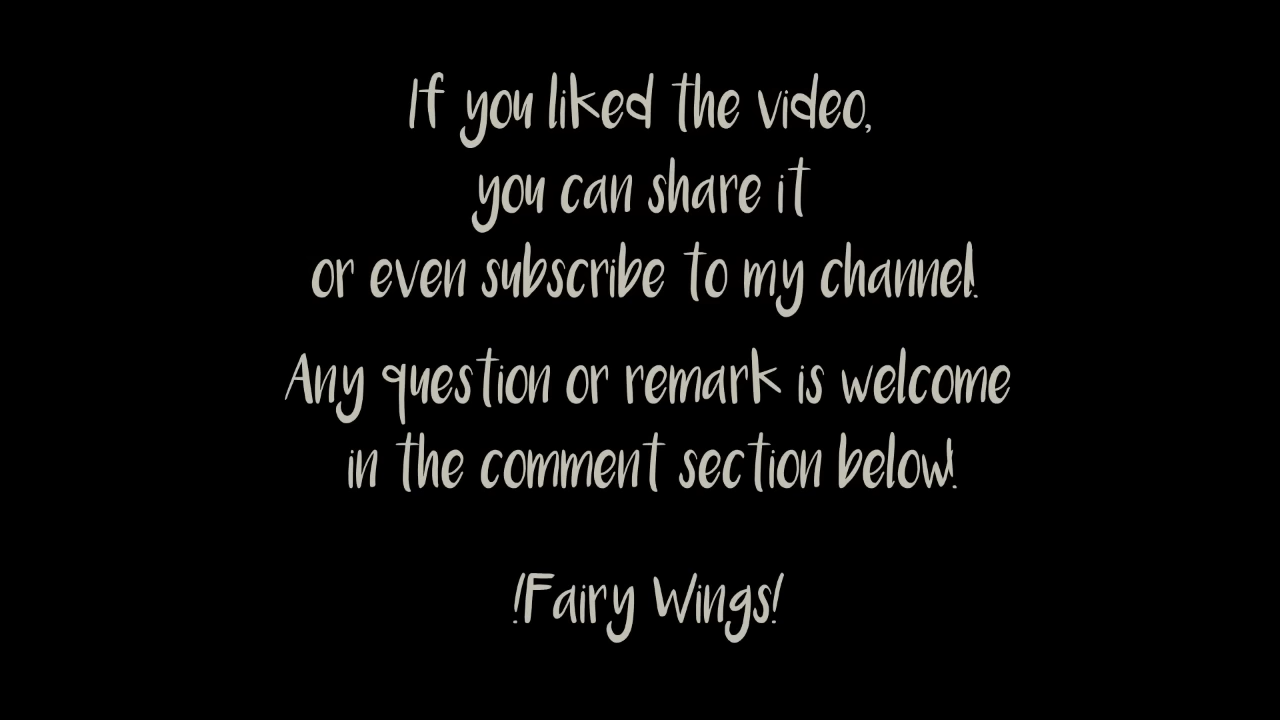 If you liked the video,
you can share it
or even subscribe to my channel!
Any question or remark is welcome
in the comment section below!
!Fairy Wings!